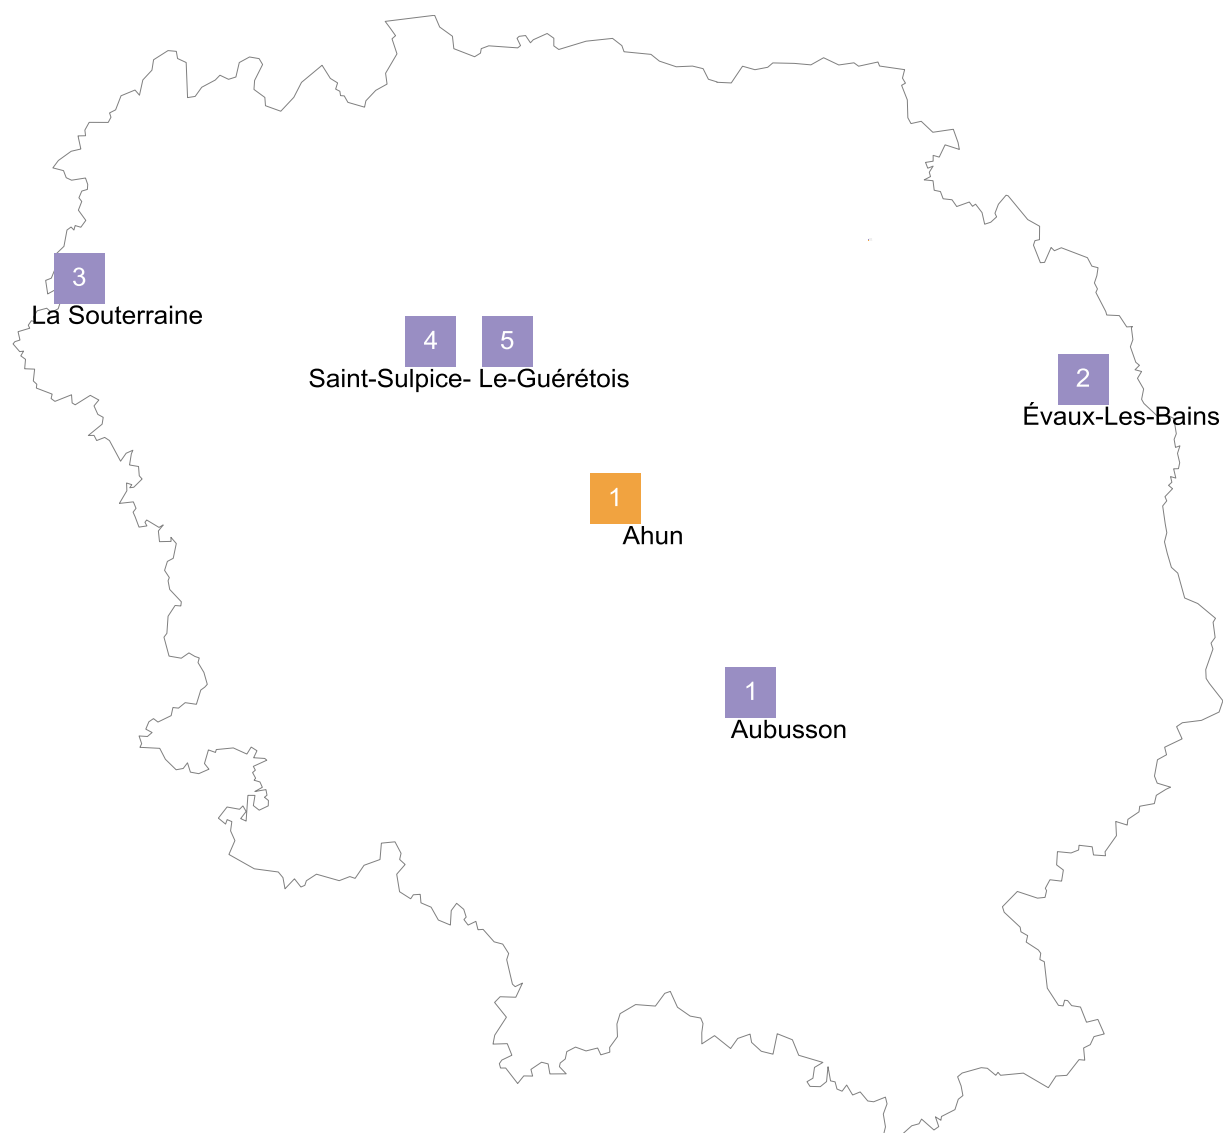 3
La Souterraine
4 5
Saint-Sulpice- Le-Guérétois
2
Évaux-Les-Bains
1
Ahun
1
Aubusson